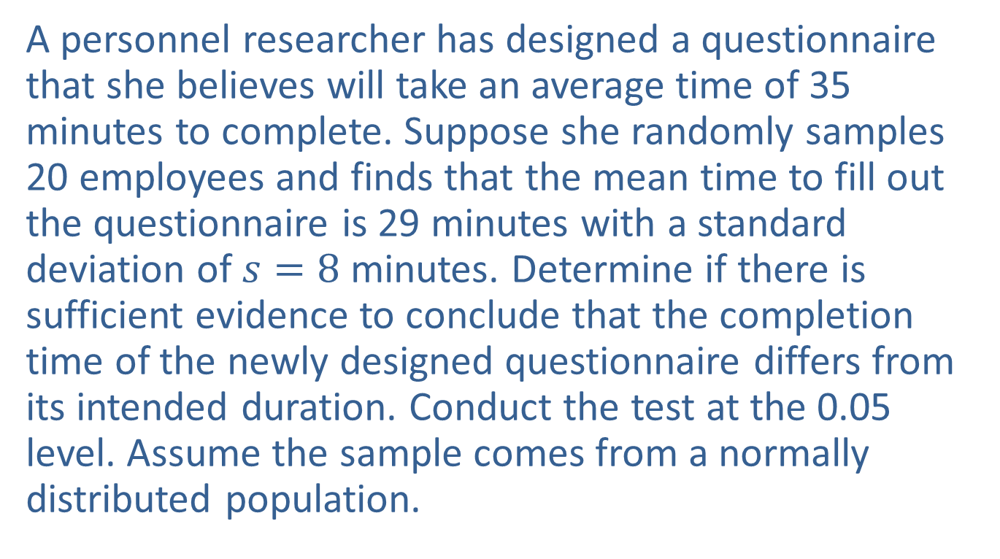 A personnel researcher has designed a questionnaire
that she believes will take an average time of 35
minutes to complete. Suppose she randomly samples
20 employees and finds that the mean time to fill out
the questionnaire is 29 minutes with a standard
deviation of s = 8 minutes. Determine if there is
sufficient evidence to conclude that the completion
time of the newly designed questionnaire differs from
its intended duration. Conduct the test at the 0.05
level. Assume the sample comes from a normally
distributed population.